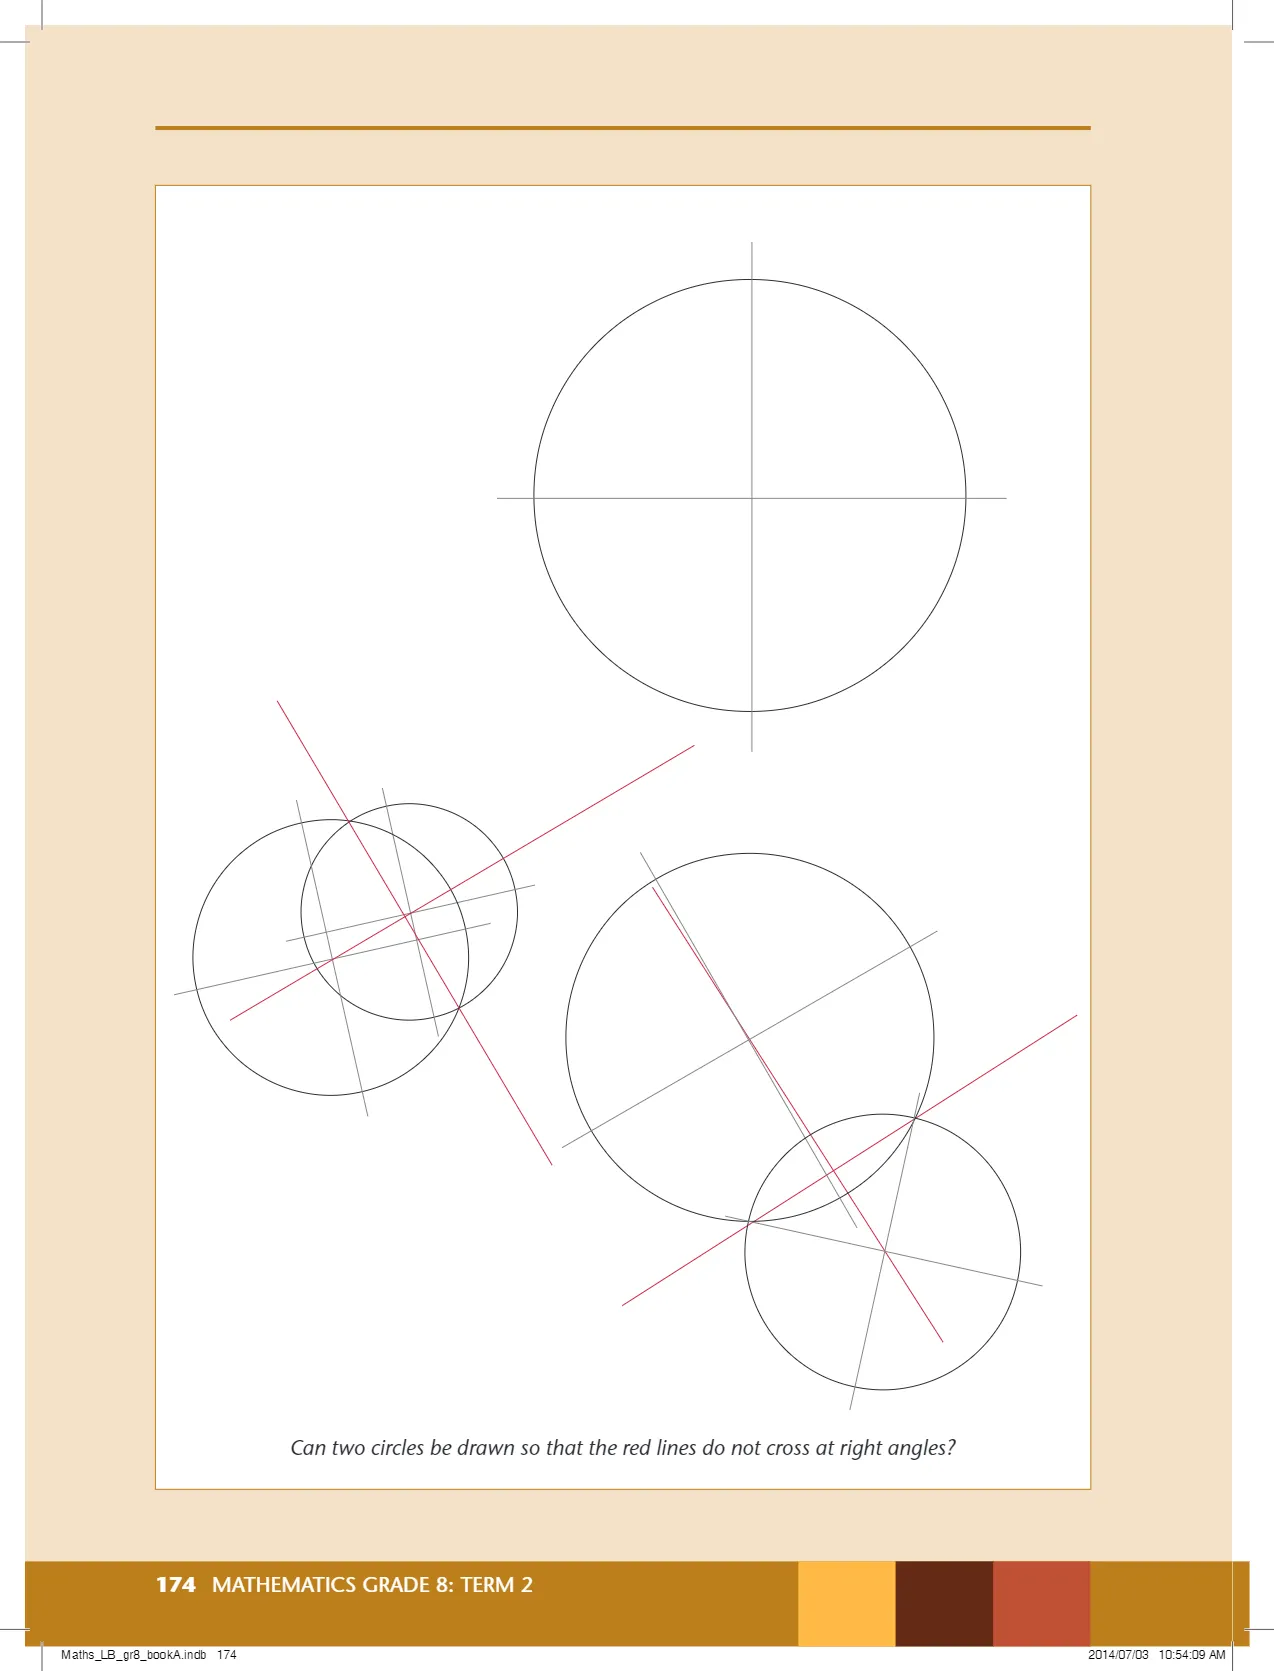 Can two circles be drawn so that the red lines do not cross at right angles?
174 MATHEMATICS GRADE 8: TERM 2
Maths_LB_gr8_bookA.indb 174
2014/07/03 10:54:09 AM